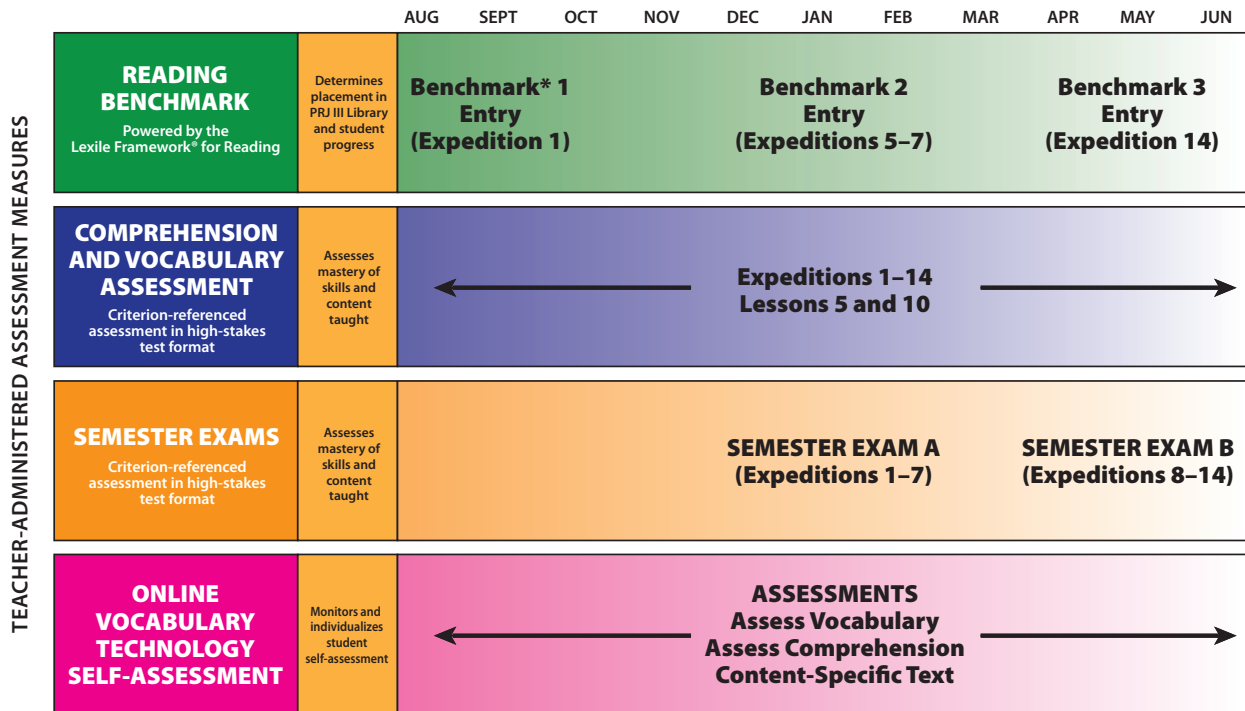 AUG SEPT OCT NOV DEC JAN FEB MAR APR MAY JUN
TEACHER-ADMINISTERED ASSESSMENT MEASURES
READING
BENCHMARK
Powered by the
Lexile Framework® for Reading
Determines
placement in
PRJ III Library
and student
progress
Benchmark* 1
Entry
(Expedition 1)
Benchmark 2
Entry
(Expeditions 5–7)
Benchmark 3
Entry
(Expedition 14)
COMPREHENSION
AND VOCABULARY
ASSESSMENT
Criterion-referenced
assessment in high-stakes
test format
Assesses
mastery of
skills and
content
taught
Expeditions 1–14
Lessons 5 and 10
SEMESTER EXAMS
Criterion-referenced
assessment in high-stakes
test format
Assesses
mastery of
skills and
content
taught
SEMESTER EXAM A
(Expeditions 1–7)
SEMESTER EXAM B
(Expeditions 8–14)
ONLINE
VOCABULARY
TECHNOLOGY
SELF-ASSESSMENT
Monitors and
individualizes
student
self-assessment
ASSESSMENTS
Assess Vocabulary
Assess Comprehension
Content-Specific Text